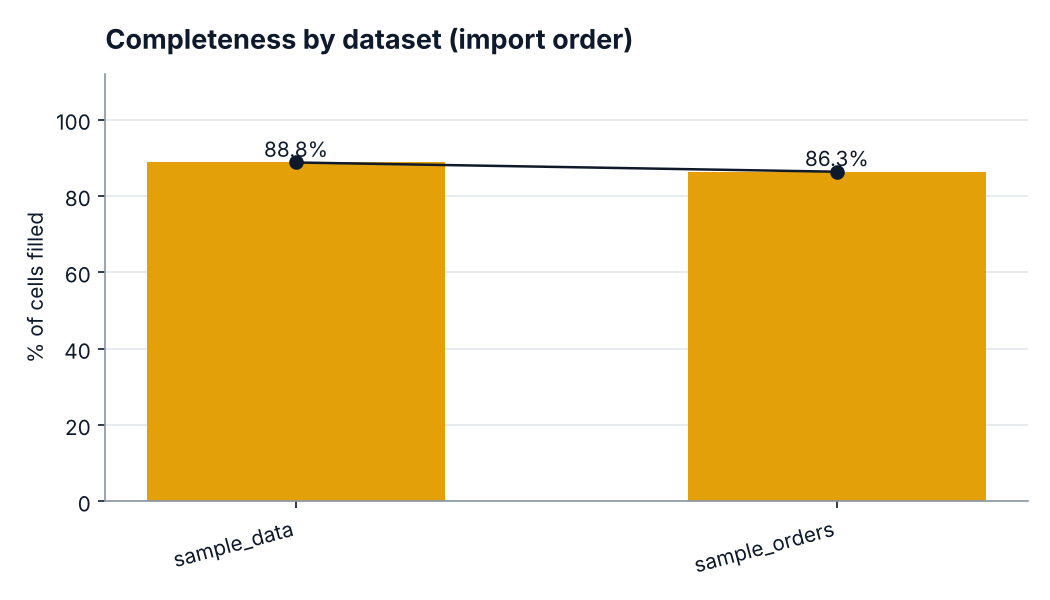 Completeness by dataset (import order)
% of cells filled
100
80
60
40
20
0
88.8%
86.3%
sample_data
sample_orders